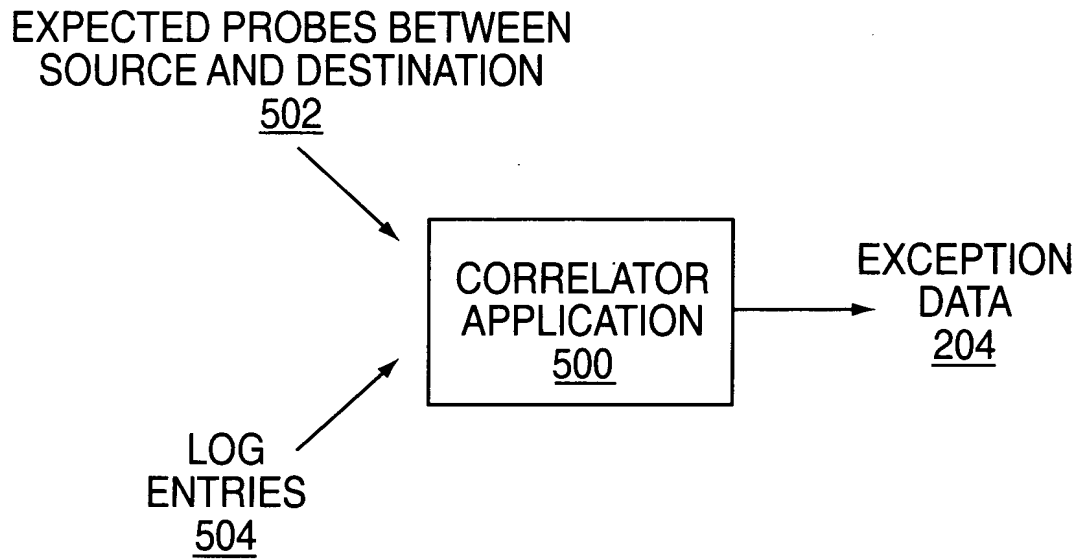 EXPECTED PROBES BETWEEN
SOURCE AND DESTINATION
502
CORRELATOR
APPLICATION
500
EXCEPTION
DATA
204
LOG
ENTRIES
504